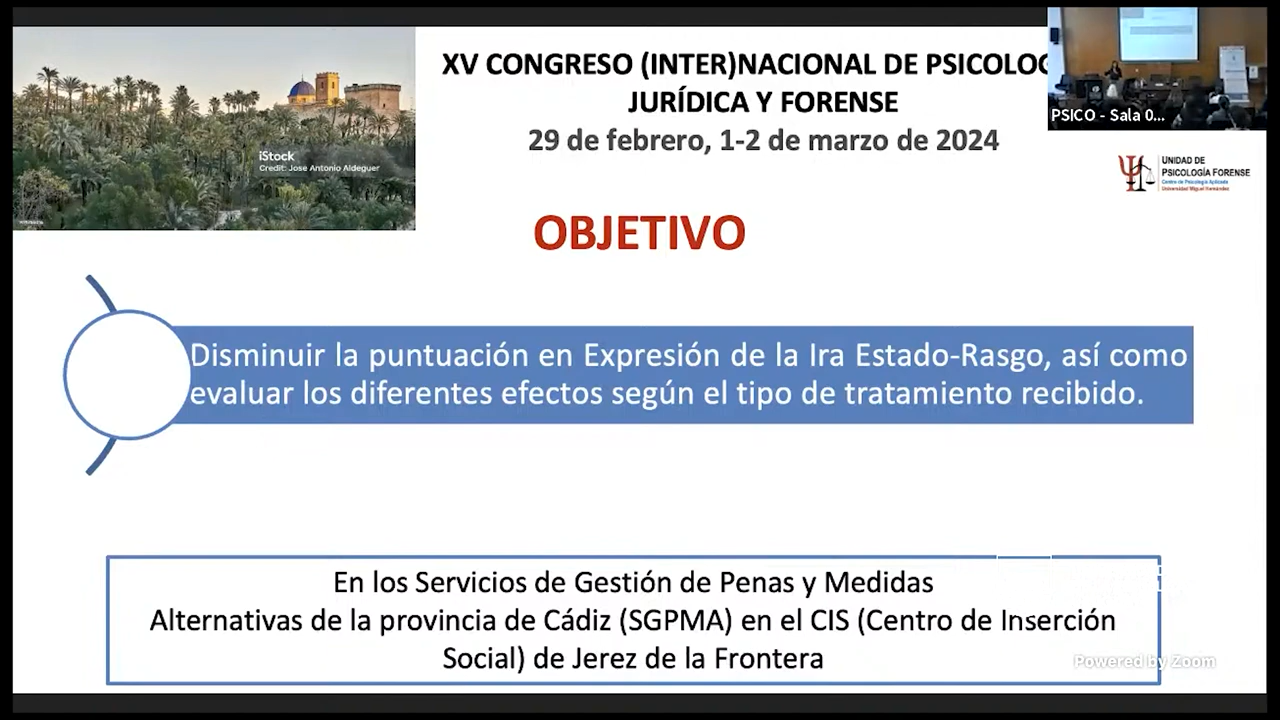 XV CONGRESO (INTER)NACIONAL DE PSICOLOG
JURÍDICA Y FORENSE
29 de febrero, 1-2 de marzo de 2024
PSICO - Sala 0...
iStock
Credit: Jose Antonio Aldeguer
UNIDAD DE
PSICOLOGÍA FORENSE
Centro de Psicología Aplicada
Universidad Miguel Hernández
OBJETIVO
Disminuir la puntuación en Expresión de la Ira Estado-Rasgo, así como
evaluar los diferentes efectos según el tipo de tratamiento recibido.
En los Servicios de Gestión de Penas y Medidas
Alternativas de la provincia de Cádiz (SGPMA) en el CIS (Centro de Inserción
Social) de Jerez de la Frontera
Powered by Zoom